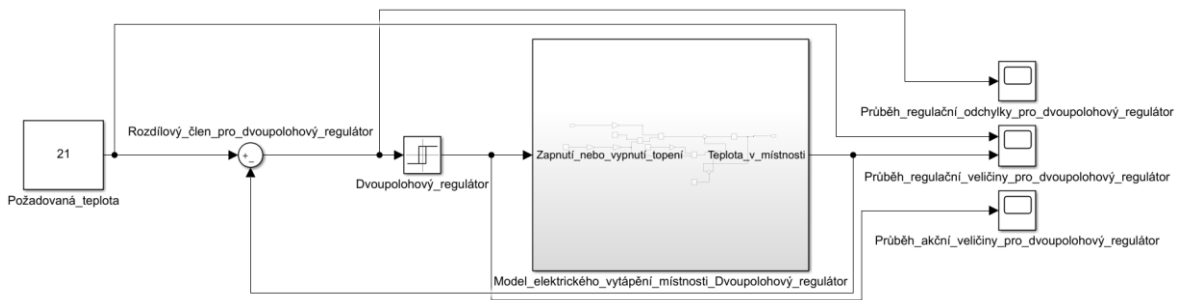 Průběh_regulační_odchylky_pro_dvoupolohový_regulátor
Rozdílový_člen_pro_dvoupolohový_regulátor
21
+
-
Zapnutí_nebo_vypnutí_topení
Teplota_v_místnosti
Průběh_regulační_veličiny_pro_dvoupolohový_regulátor
Dvoupolohový_regulátor
Požadovaná_teplota
Průběh_akční_veličiny_pro_dvoupolohový_regulátor
Model_elektrického_vytápění_místnosti_Dvoupolohový_regulátor